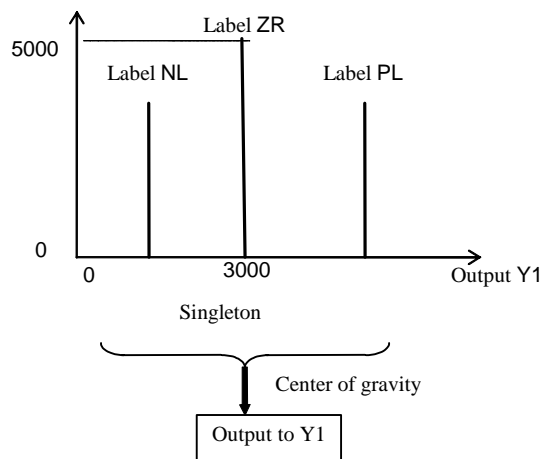 Label ZR
5000
Label NL
Label PL
0
0
3000
Output Y1
Singleton
Center of gravity
Output to Y1